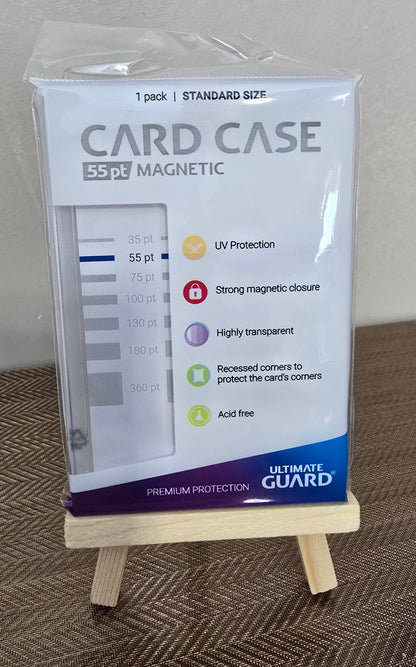 1 pack | STANDARD SIZE
CARD CASE
55pt MAGNETIC
35 pt
55 pt
75 pt
100 pt
130 pt
180 pt
360 pt
UV Protection
Strong magnetic closure
Highly transparent
Recessed corners to
protect the card's corners
Acid free
PREMIUM PROTECTION
ULTIMATE
GUARD®